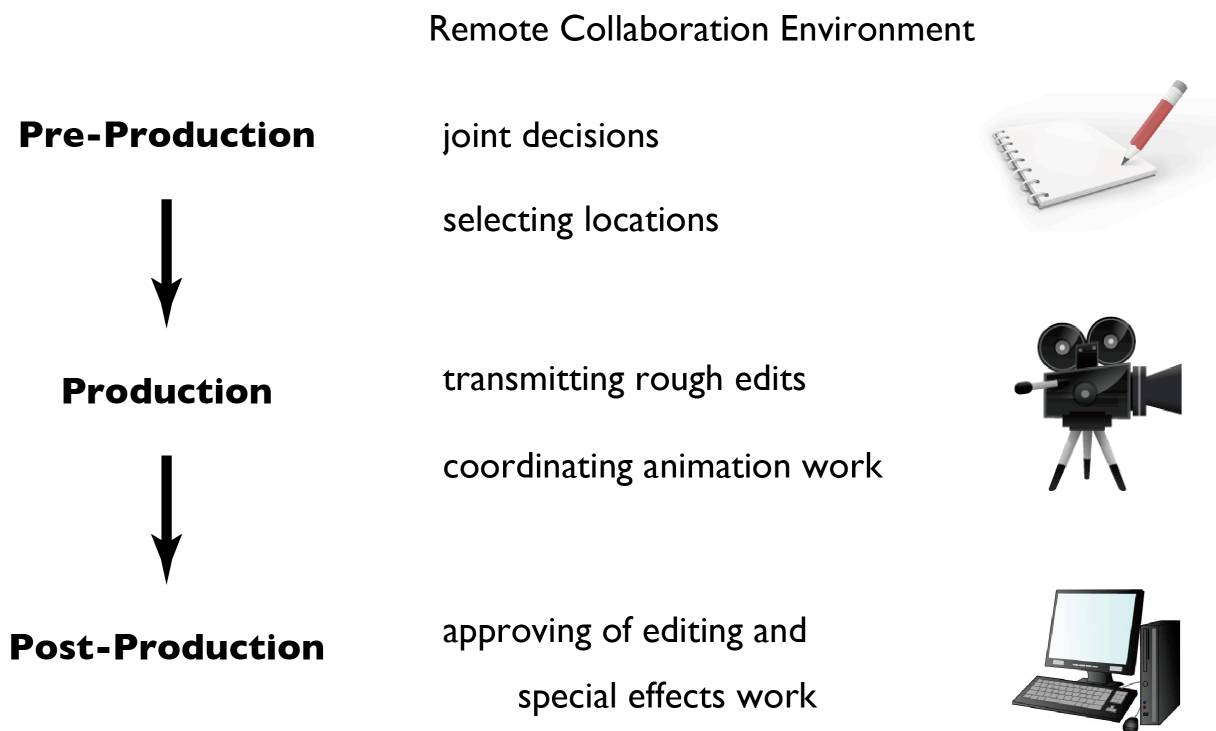 Remote Collaboration Environment
Pre-Production
joint decisions
selecting locations
Production
transmitting rough edits
coordinating animation work
Post-Production
approving of editing and
special effects work